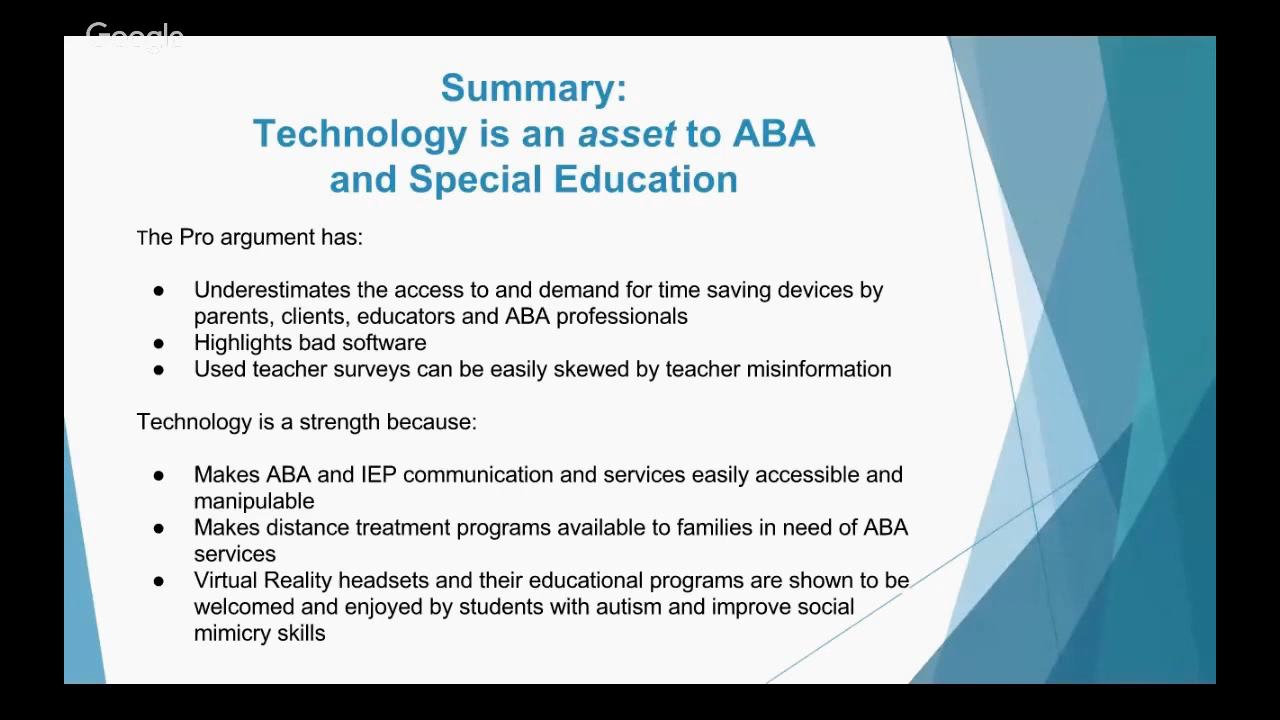 Google
Summary:
Technology is an asset to ABA
and Special Education
The Pro argument has:
● Underestimates the access to and demand for time saving devices by
parents, clients, educators and ABA professionals
● Highlights bad software
● Used teacher surveys can be easily skewed by teacher misinformation
Technology is a strength because:
● Makes ABA and IEP communication and services easily accessible and
manipulable
● Makes distance treatment programs available to families in need of ABA
services
● Virtual Reality headsets and their educational programs are shown to be
welcomed and enjoyed by students with autism and improve social
mimicry skills